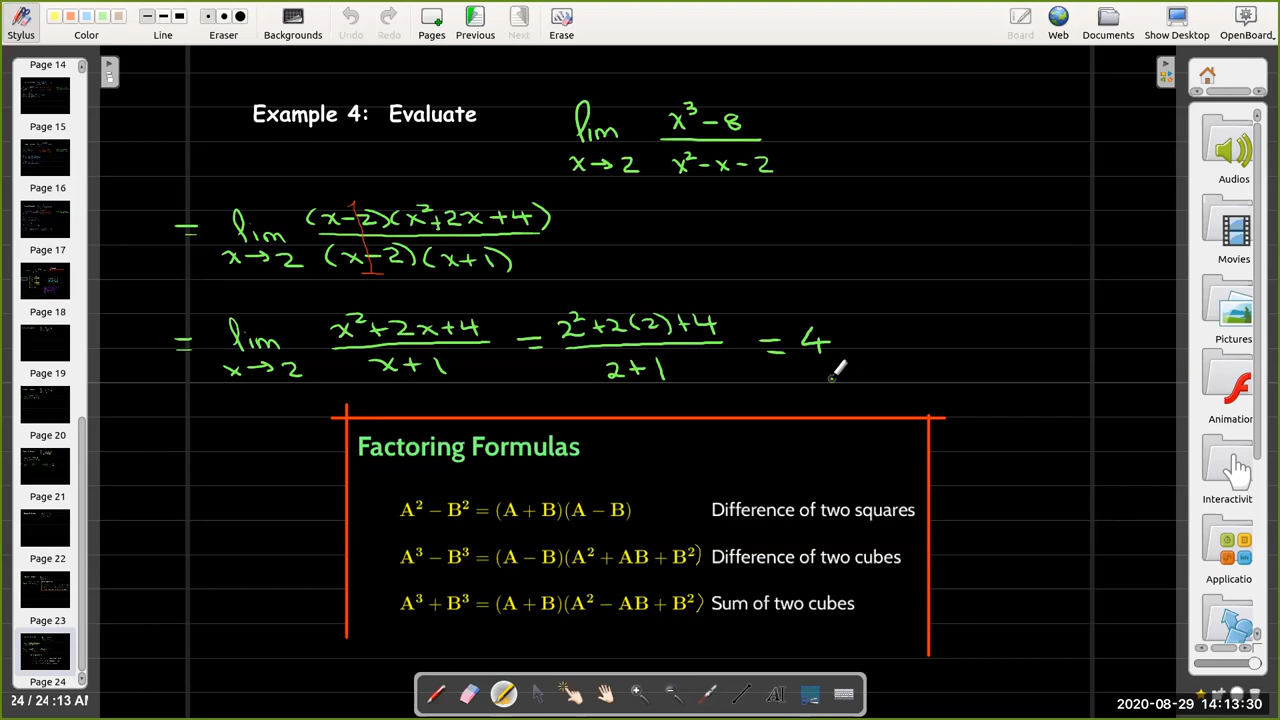 Stylus Color Line Eraser Backgrounds Undo Redo Pages Previous Next Erase Board Web Documents Show Desktop OpenBoard
Page 14
Page 15
Page 16
Page 17
Page 18
Page 19
Page 20
Page 21
Page 22
Page 23
Page 24
Example 4: Evaluate lim x→2 (x³ − 8)/(x² − x − 2)
= lim x→2 (x−2)(x²+2x+4)/(x−2)(x+1)
= lim x→2 (x²+2x+4)/(x+1) = (2²+2(2)+4)/(2+1) = 4
Factoring Formulas
A² − B² = (A + B)(A − B) Difference of two squares
A³ − B³ = (A − B)(A² + AB + B²) Difference of two cubes
A³ + B³ = (A + B)(A² − AB + B²) Sum of two cubes
Audios
Movies
Pictures
Animation
Interactivit
Applicatio
24 / 24
:13 AM
2020-08-29 14:13:30